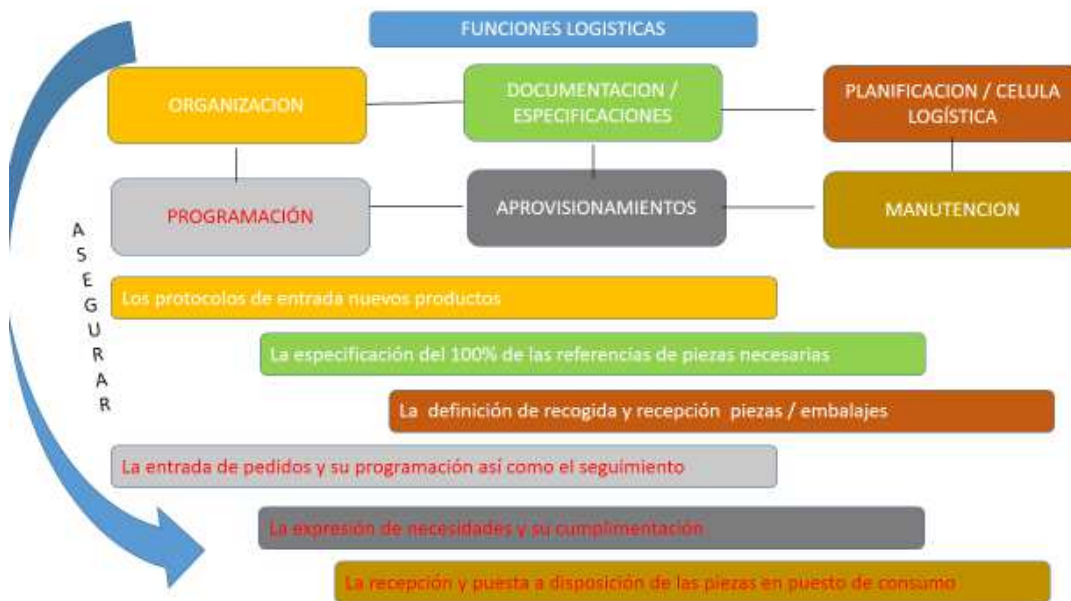 FUNCIONES LOGISTICAS
ORGANIZACION
DOCUMENTACION /
ESPECIFICACIONES
PLANIFICACION / CELULA
LOGÍSTICA
PROGRAMACIÓN
APROVISIONAMIENTOS
MANUTENCION
ASEGURAR
Los protocolos de entrada nuevos productos
La especificación del 100% de las referencias de piezas necesarias
La definición de recogida y recepción piezas / embalajes
La entrada de pedidos y su programación así como el seguimiento
La expresión de necesidades y su cumplimentación
La recepción y puesta a disposición de las piezas en puesto de consumo